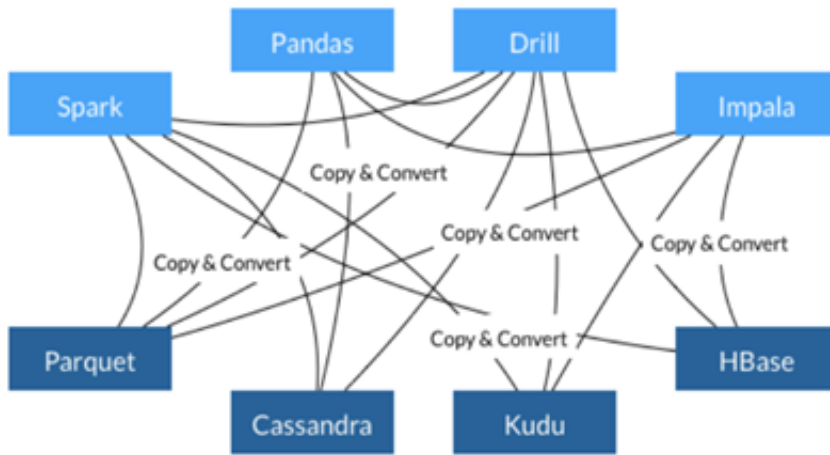 Pandas
Drill
Spark
Impala
Copy & Convert
Copy & Convert
Copy & Convert
Copy & Convert
Copy & Convert
Parquet
HBase
Cassandra
Kudu